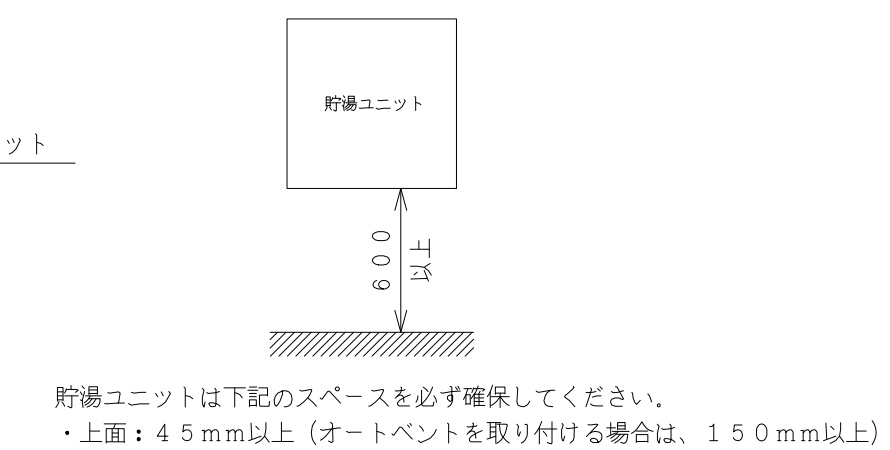 貯湯ユニット
ット
600
以上
貯湯ユニットは下記のスペースを必ず確保してください。
・上面：45mm以上（オートベントを取り付ける場合は、150mm以上）